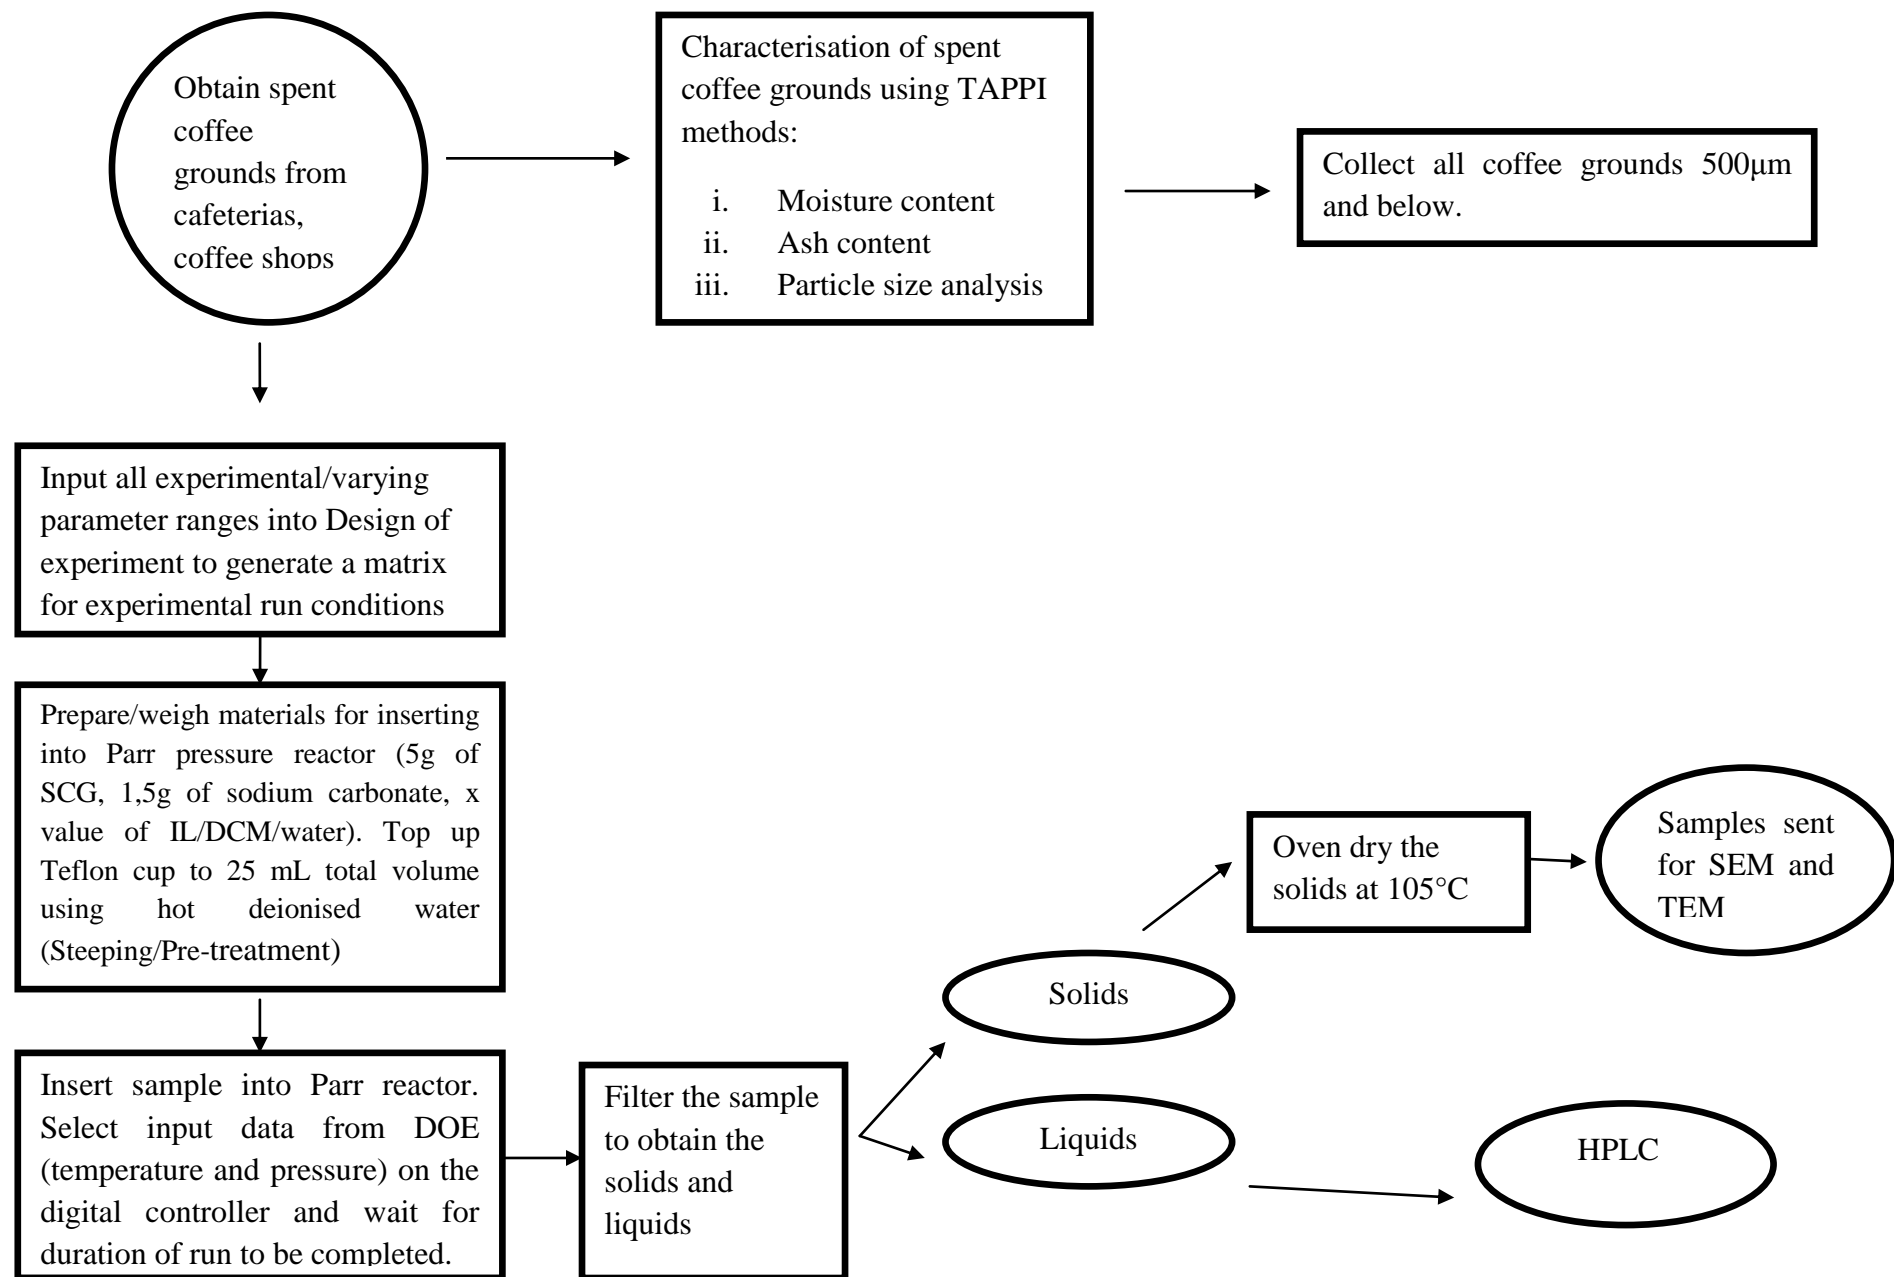 Obtain spent
coffee
grounds from
cafeterias,
coffee shops
Characterisation of spent
coffee grounds using TAPPI
methods:
i. Moisture content
ii. Ash content
iii. Particle size analysis
Collect all coffee grounds 500μm
and below.
Input all experimental/varying
parameter ranges into Design of
experiment to generate a matrix
for experimental run conditions
Prepare/weigh materials for inserting
into Parr pressure reactor (5g of
SCG, 1,5g of sodium carbonate, x
value of IL/DCM/water). Top up
Teflon cup to 25 mL total volume
using hot deionised water
(Steeping/Pre-treatment)
Insert sample into Parr reactor.
Select input data from DOE
(temperature and pressure) on the
digital controller and wait for
duration of run to be completed.
Filter the sample
to obtain the
solids and
liquids
Solids
Liquids
Oven dry the
solids at 105°C
Samples sent
for SEM and
TEM
HPLC